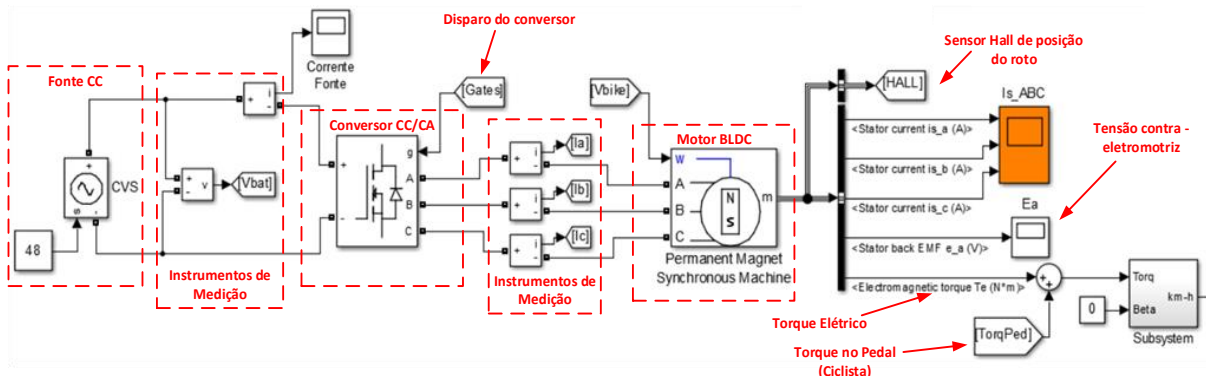 Disparo do conversor
Sensor Hall de posição
do roto
Fonte CC
Corrente
Fonte
[Gates]
[Vbike]
[HALL]
Is_ABC
i
+
-
Conversor CC/CA
Motor BLDC
Tensão contra -
eletromotriz
g
+
-
A
B
C
[Ia]
[Ib]
[Ic]
i
+
-
i
+
-
i
+
-
w
A
B
C
N
S
m
<Stator current is_a (A)>
<Stator current is_b (A)>
<Stator current is_c (A)>
Ea
<Stator back EMF e_a (V)>
+
s
-
CVS
+
-
v
[Vbat]
48
Instrumentos de
Medição
Instrumentos de
Medição
Permanent Magnet
Synchronous Machine
<Electromagnetic torque Te (N*m)>
+
+
Torq
Beta
km-h
Subsystem
0
Torque Elétrico
[TorqPed]
Torque no Pedal
(Ciclista)